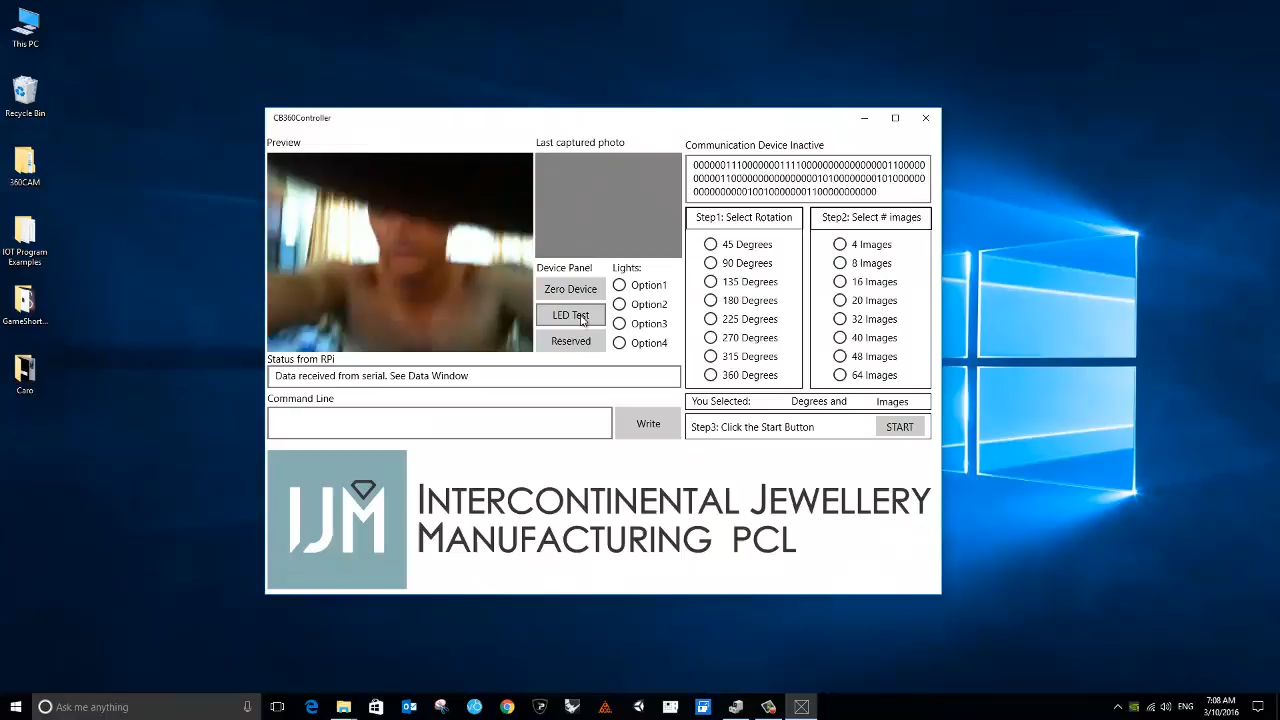 This PC
Recycle Bin
360CAM
IOT Program
Examples
GameShort...
Caro
CB360Controller
Preview
Last captured photo
Device Panel
Lights:
Zero Device
LED Test
Reserved
Option1
Option2
Option3
Option4
Status from RPi
Data received from serial. See Data Window
Command Line
Write
Communication Device Inactive
Step1: Select Rotation
45 Degrees
90 Degrees
135 Degrees
180 Degrees
225 Degrees
270 Degrees
315 Degrees
360 Degrees
Step2: Select # images
4 Images
8 Images
16 Images
20 Images
32 Images
40 Images
48 Images
64 Images
You Selected: Degrees and Images
Step3: Click the Start Button
START
IJM
INTERCONTINENTAL JEWELLERY
MANUFACTURING PCL
Ask me anything
ENG
7:08 AM
3/10/2016